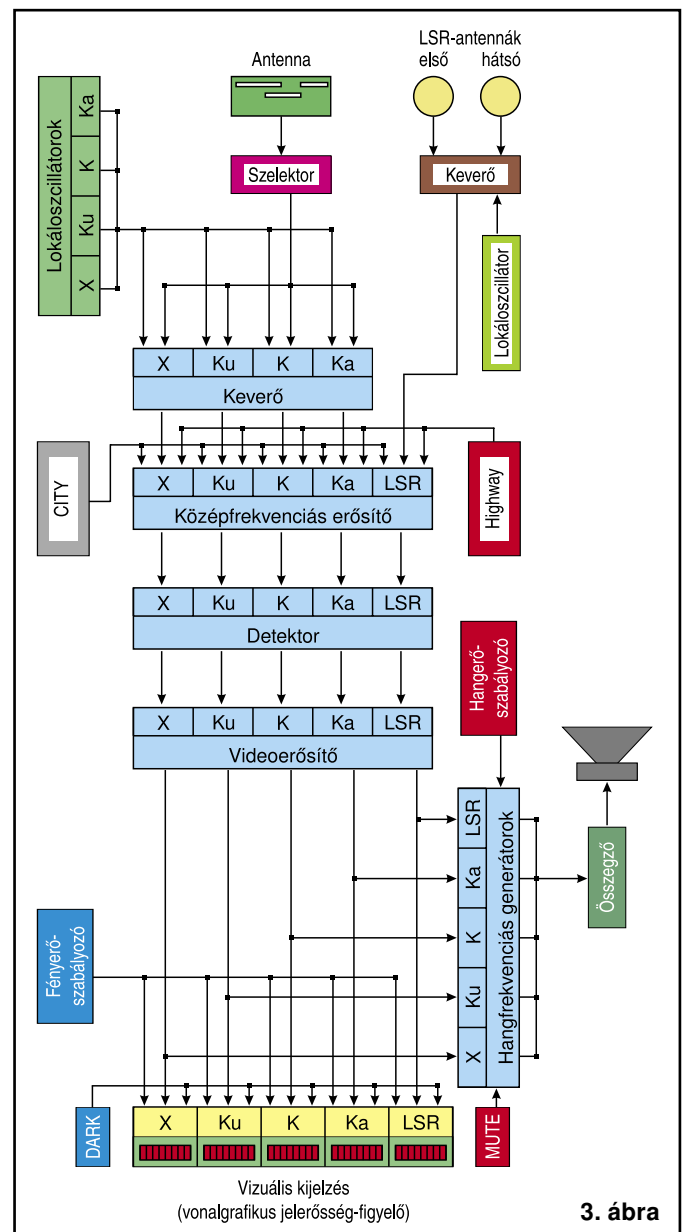 LSR-antennák
Antenna
első hátsó
Lokáloszcillátorok
Ka
K
Ku
X
Szelektor
Keverő
Lokáloszcillátor
X Ku K Ka
Keverő
CITY
Highway
X Ku K Ka LSR
Középfrekvenciás erősítő
X Ku K Ka LSR
Detektor
Hangerő-
szabályozó
X Ku K Ka LSR
Videoerősítő
LSR
Ka
K
Ku
X
Hangfrekvenciás generátorok
Összegző
Fényerő-
szabályozó
DARK
MUTE
X Ku K Ka LSR
Vizuális kijelzés
(vonalgrafikus jelerősség-figyelő)
3. ábra